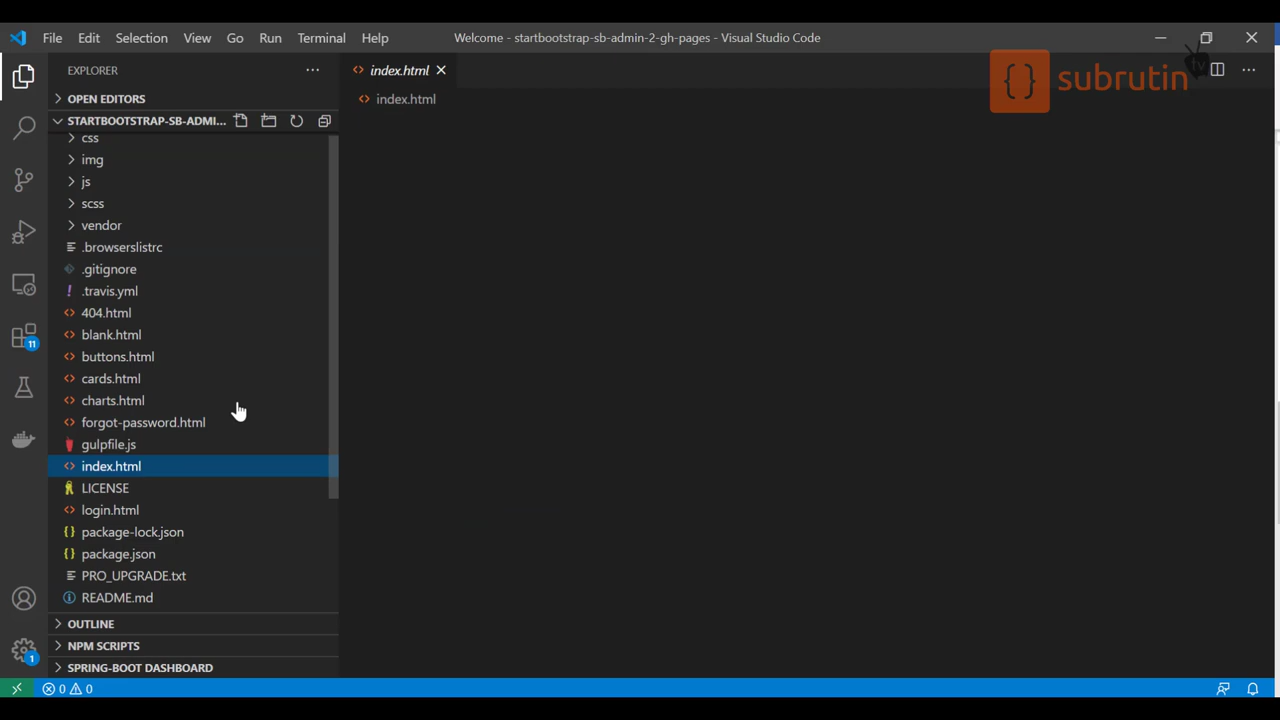 File Edit Selection View Go Run Terminal Help
Welcome - startbootstrap-sb-admin-2-gh-pages - Visual Studio Code
EXPLORER
index.html
{} subrutin tv
OPEN EDITORS
index.html
STARTBOOTSTRAP-SB-ADMI...
css
img
js
scss
vendor
.browserslistrc
.gitignore
.travis.yml
404.html
blank.html
buttons.html
cards.html
charts.html
forgot-password.html
gulpfile.js
index.html
LICENSE
login.html
package-lock.json
package.json
PRO_UPGRADE.txt
README.md
OUTLINE
NPM SCRIPTS
SPRING-BOOT DASHBOARD
11
1
0 0